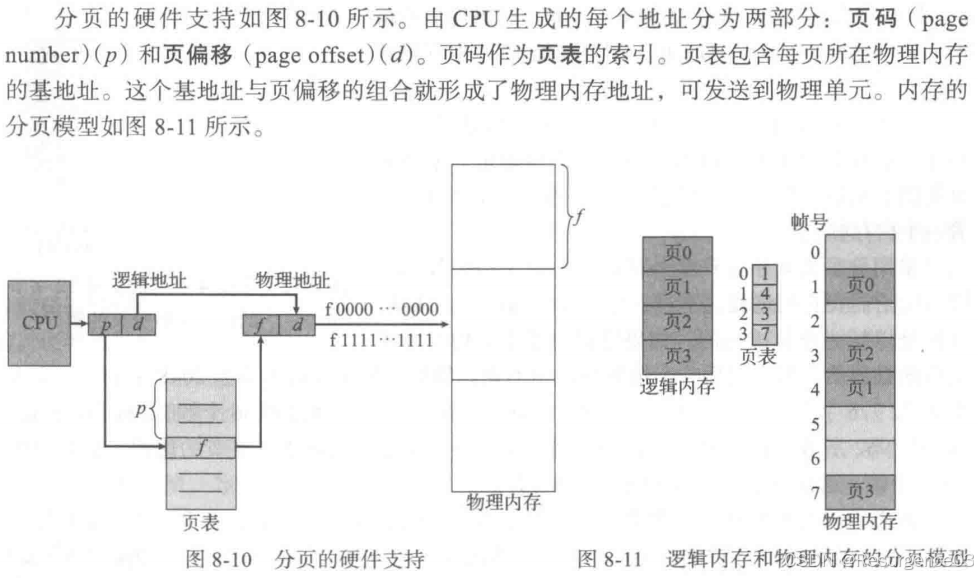 分页的硬件支持如图 8-10 所示。由 CPU 生成的每个地址分为两部分：页码（page
number）(p) 和页偏移（page offset）(d)。页码作为页表的索引。页表包含每页所在物理内存
的基地址。这个基地址与页偏移的组合就形成了物理内存地址，可发送到物理单元。内存的
分页模型如图 8-11 所示。
CPU
逻辑地址
p d
物理地址
f d
f 0000 ⋯ 0000
f 1111⋯1111
p
f
页表
f
物理内存
页0
页1
页2
页3
逻辑内存
0 1
1 4
2 3
3 7
页表
帧号
0
1 页0
2
3 页2
4 页1
5
6
7 页3
物理内存
图 8-10 分页的硬件支持
图 8-11 逻辑内存和物理内存的分页模型